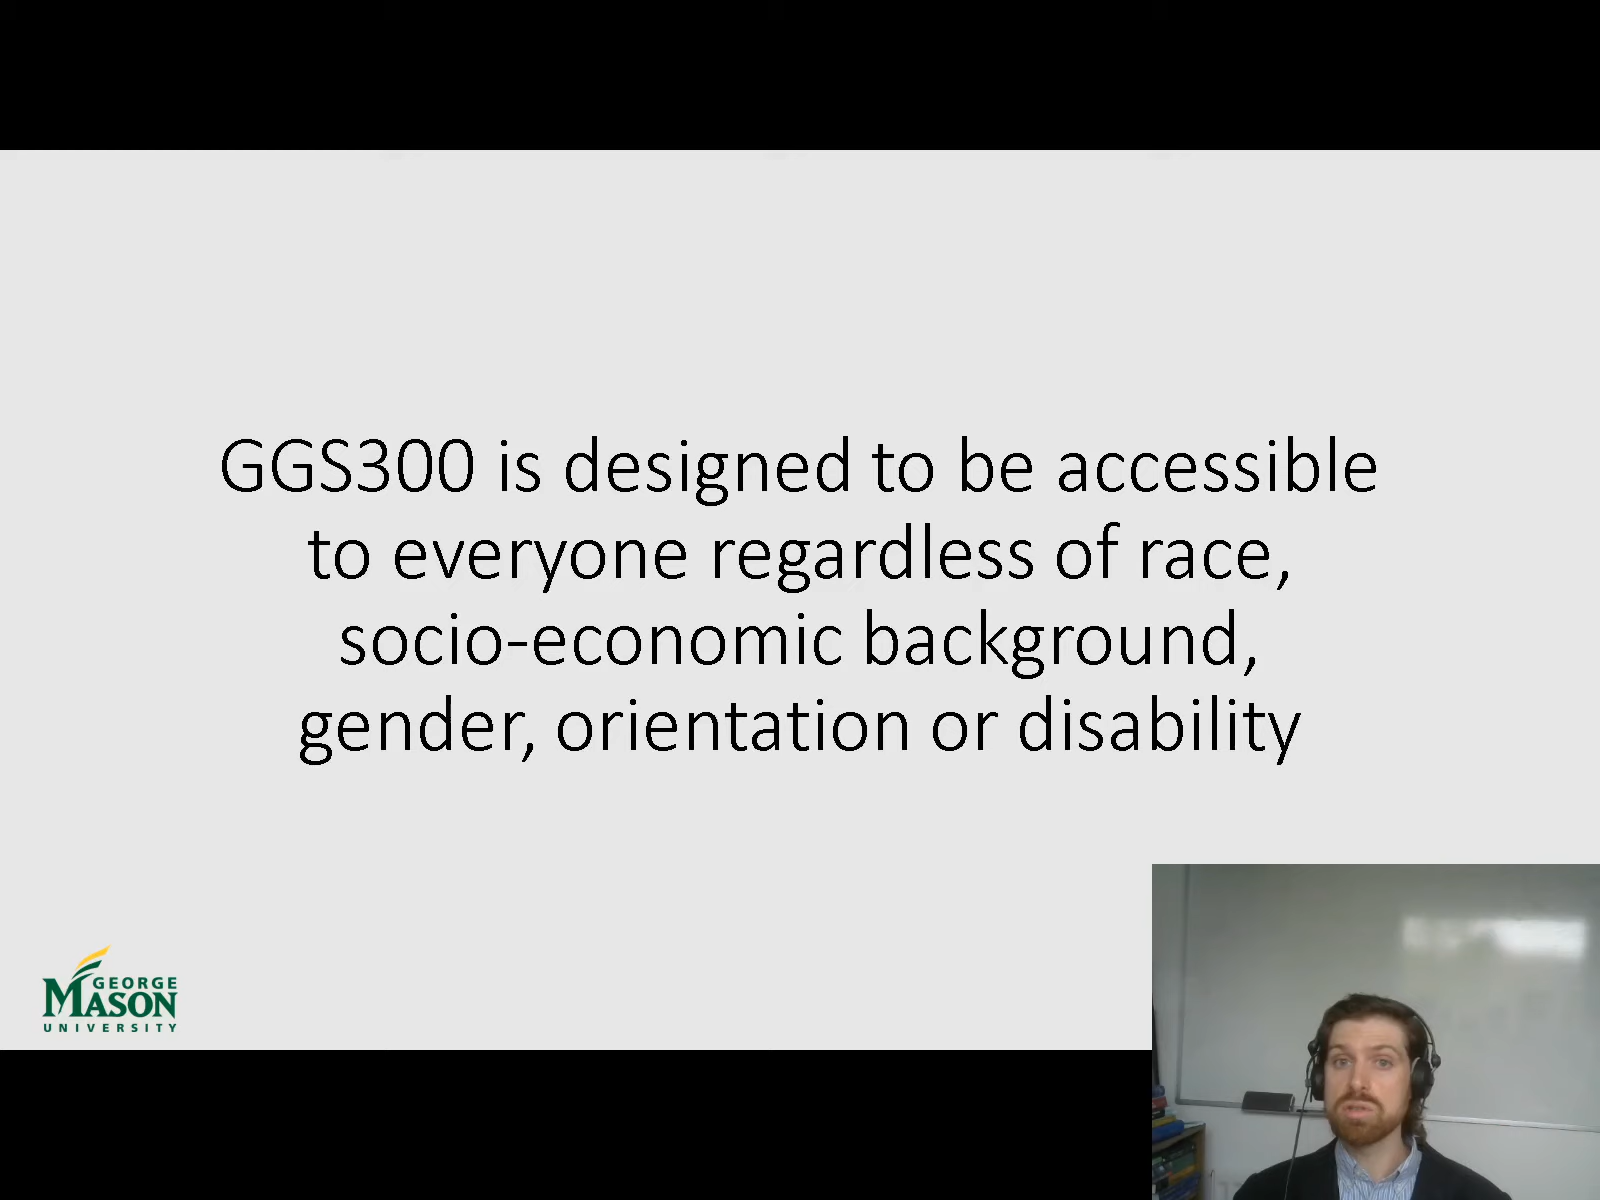 GGS300 is designed to be accessible
to everyone regardless of race,
socio-economic background,
gender, orientation or disability
GEORGE
MASON
UNIVERSITY